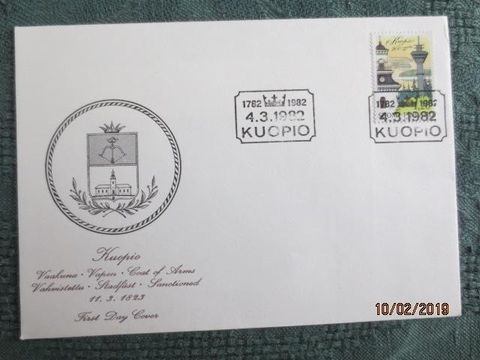 Kuopio
1782 1982
4.3.1982
KUOPIO
1782 1982
4.3.1982
KUOPIO
Kuopio
Vaakuna · Vapen · Coat of Arms
Vahvistettu · Stadfäst · Sanctioned
11. 3. 1823
First Day Cover
10/02/2019